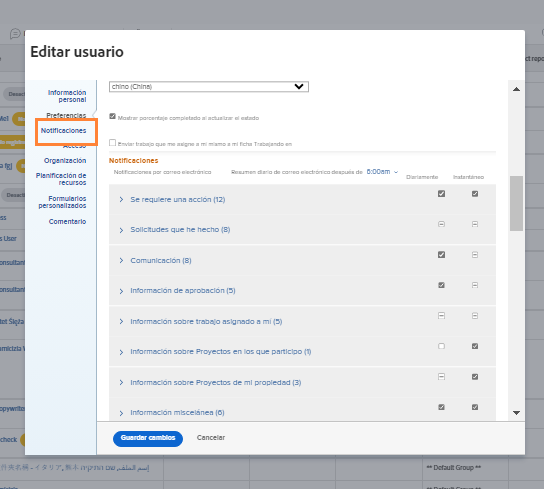 Editar usuario
chino (China)
Información
personal
Mostrar porcentaje completado al actualizar el estado
Preferencias
Notificaciones
Acceso
Enviar trabajo que me asigne a mí mismo a mi ficha Trabajando en
Organización
Notificaciones
Planificación de
recursos
Notificaciones por correo electrónico
Resumen diario de correo electrónico después de 6:00am
Diariamente
Instantáneo
Formularios
personalizados
Comentario
Se requiere una acción (12)
Solicitudes que he hecho (8)
Comunicación (8)
Información de aprobación (5)
Información sobre trabajo asignado a mí (5)
Información sobre Proyectos en los que participo (1)
Información sobre Proyectos de mi propiedad (3)
Información miscelánea (6)
Guardar cambios
Cancelar
** Default Group **
** Default Group **